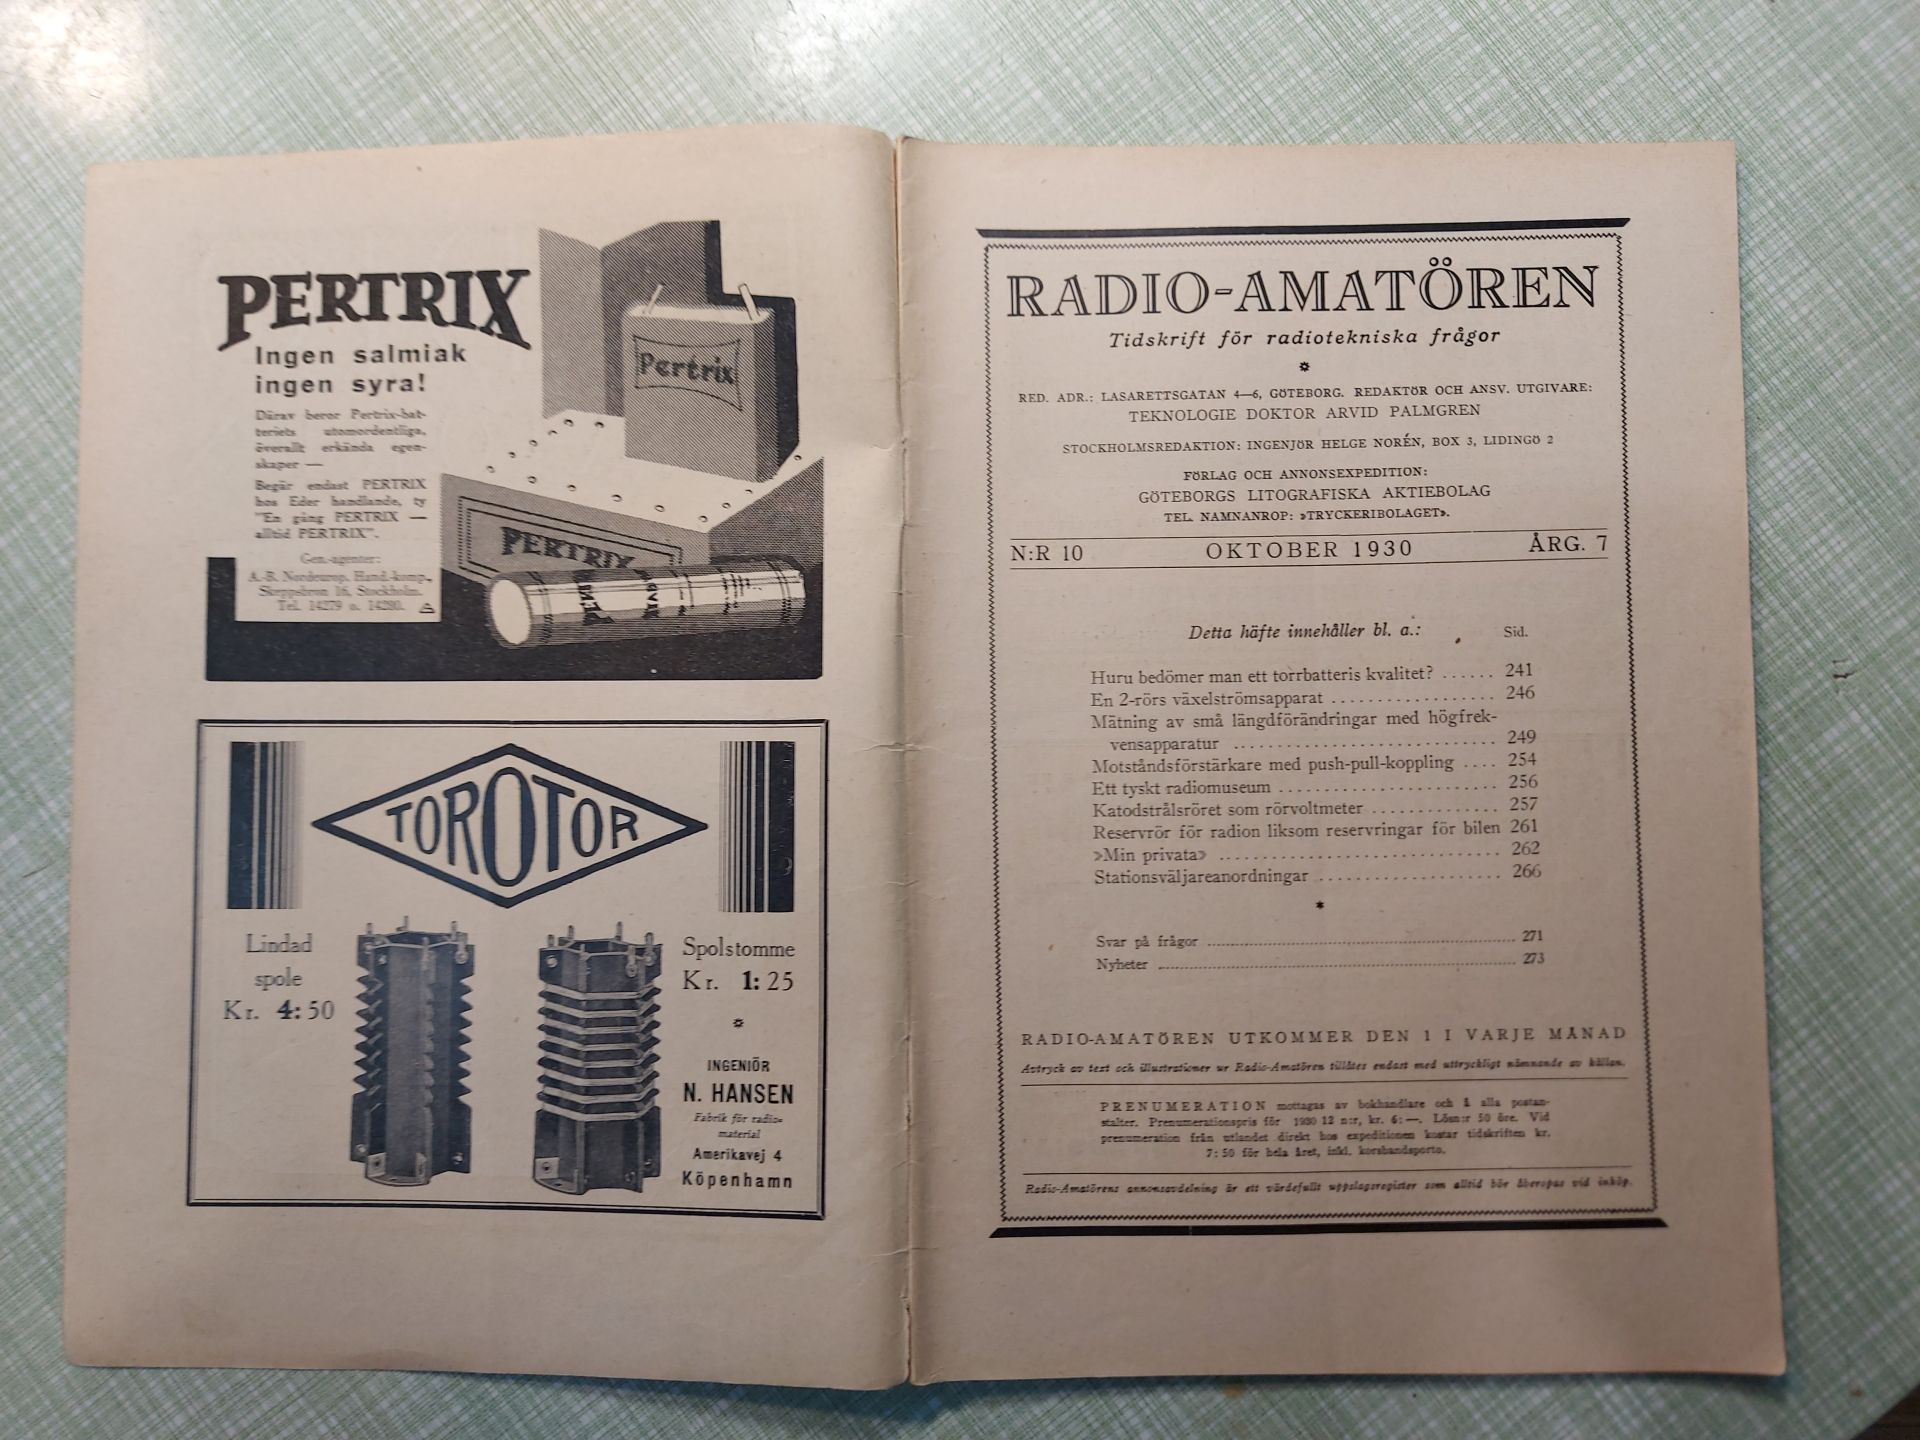 PERTRIX
Ingen salmiak
ingen syra!
Därav beror Pertrix-bat-
teriets utomordentliga,
överallt erkända egen-
skaper —
Begär endast PERTRIX
hos Eder handlande, ty
"En gång PERTRIX —
alltid PERTRIX".
Gen.-agenter:
A.-B. Nordeurop. Hand.-komp.,
Skeppsbron 16, Stockholm.
Tel. 14279 o. 14280.
Pertrix
PERTRIX
TOROTOR
Lindad
spole
Kr. 4:50
Spolstomme
Kr. 1:25
INGENIÖR
N. HANSEN
Fabrik för radio-
material
Amerikavej 4
Köpenhamn
RADIO-AMATÖREN
Tidskrift för radiotekniska frågor
RED. ADR.: LASARETTSGATAN 4—6, GÖTEBORG. REDAKTÖR OCH ANSV. UTGIVARE:
TEKNOLOGIE DOKTOR ARVID PALMGREN
STOCKHOLMSREDAKTION: INGENJÖR HELGE NORÉN, BOX 3, LIDINGÖ 2
FÖRLAG OCH ANNONSEXPEDITION:
GÖTEBORGS LITOGRAFISKA AKTIEBOLAG
TEL. NAMNANROP: »TRYCKERIBOLAGET».
N:R 10 OKTOBER 1930 ÅRG. 7
Detta häfte innehåller bl. a.: Sid.
Huru bedömer man ett torrbatteris kvalitet? ...... 241
En 2-rörs växelströmsapparat ................ 246
Mätning av små längdförändringar med högfrek-
vensapparatur ........................... 249
Motståndsförstärkare med push-pull-koppling .... 254
Ett tyskt radiomuseum ........................ 256
Katodstrålsröret som rörvoltmeter .............. 257
Reservrör för radion liksom reservringar för bilen 261
»Min privata» ............................... 262
Stationsväljareanordningar .................... 266
Svar på frågor ........................ 271
Nyheter ........................ 273
RADIO-AMATÖREN UTKOMMER DEN 1 I VARJE MÅNAD
Avtryck av text och illustrationer ur Radio-Amatören tillåtes endast med uttryckligt nämnande av källan.
PRENUMERATION mottagas av bokhandlare och å alla postan-
stalter. Prenumerationspris för 1930 12 n:r, kr. 6:—. Lösn:r 50 öre. Vid
prenumeration från utlandet direkt hos expeditionen kostar tidskriften kr.
7:50 för hela året, inkl. korsbandsporto.
Radio-Amatörens annonsavdelning är ett värdefullt uppslagsregister som alltid bör åberopas vid inköp.